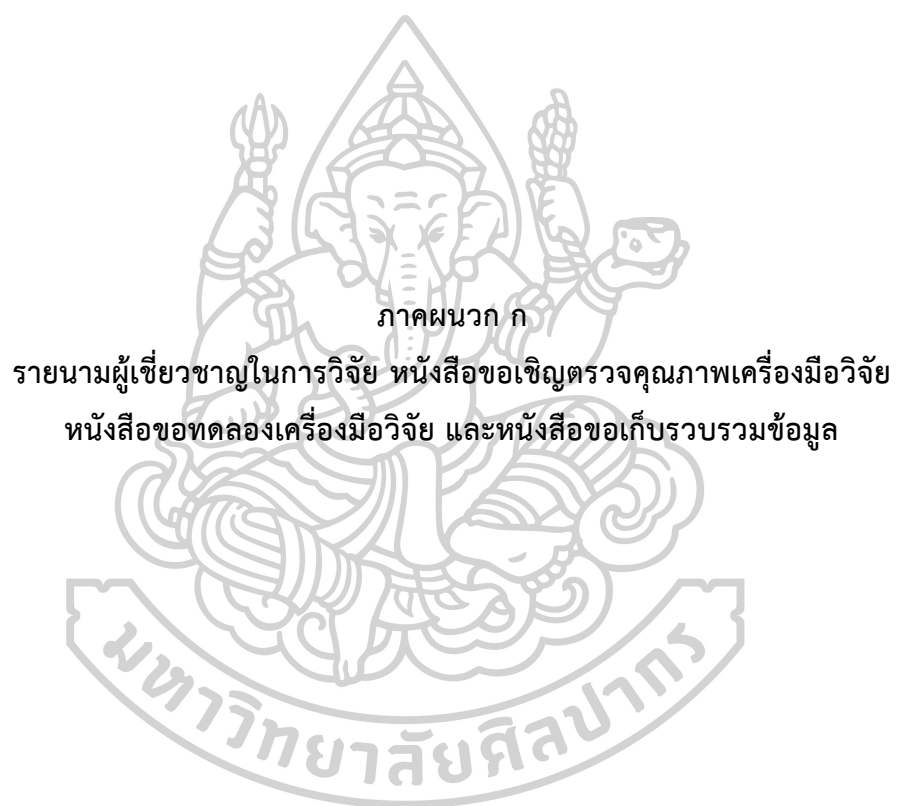 ภาคผนวก ก
รายนามผู้เชี่ยวชาญในการวิจัย หนังสือขอเชิญตรวจคุณภาพเครื่องมือวิจัย
หนังสือขอทดลองเครื่องมือวิจัย และหนังสือขอเก็บรวบรวมข้อมูล
มหาวิทยาลัยศิลปากร